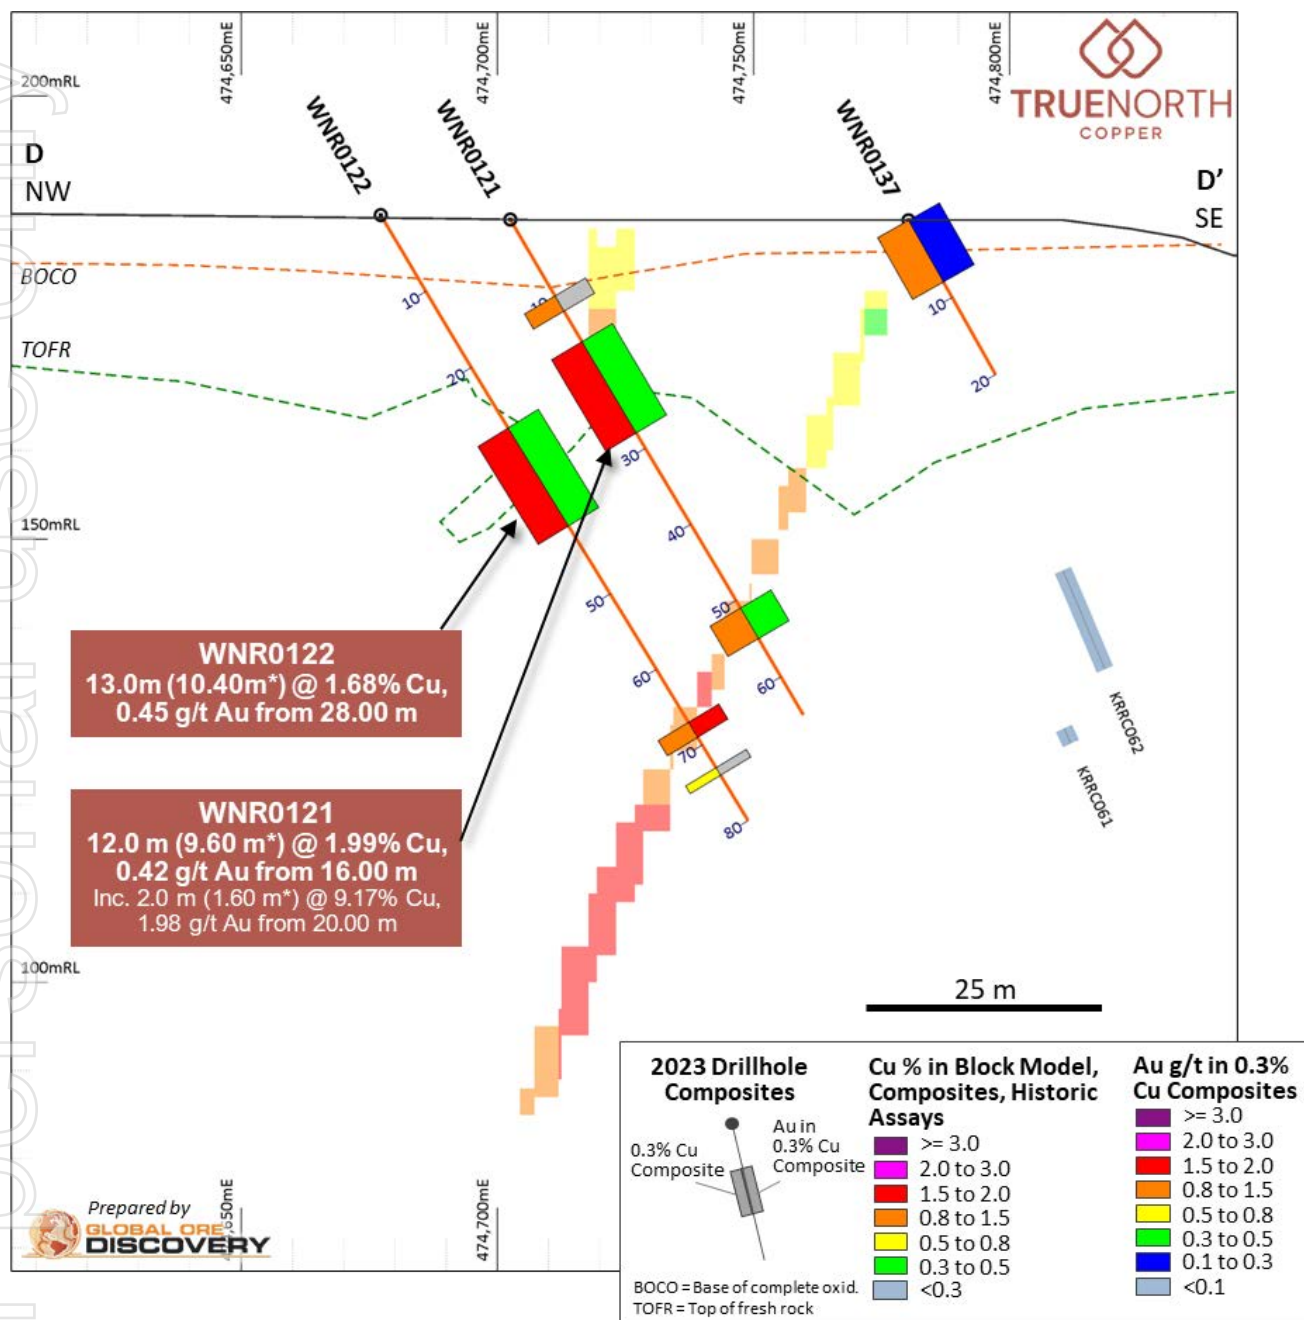 474,650mE
474,700mE
474,750mE
474,800mE
200mRL
TRUENORTH
COPPER
WNR0122
WNR0121
WNR0137
D
NW
D’
SE
BOCO
TOFR
10
20
50
60
70
80
10
30
40
50
60
10
20
150mRL
WNR0122
13.0m (10.40m*) @ 1.68% Cu,
0.45 g/t Au from 28.00 m
WNR0121
12.0 m (9.60 m*) @ 1.99% Cu,
0.42 g/t Au from 16.00 m
Inc. 2.0 m (1.60 m*) @ 9.17% Cu,
1.98 g/t Au from 20.00 m
KRRC062
KRRC061
100mRL
25 m
2023 Drillhole
Composites
0.3% Cu
Composite
Au in
0.3% Cu
Composite
BOCO = Base of complete oxid.
TOFR = Top of fresh rock
Cu % in Block Model,
Composites, Historic
Assays
>= 3.0
2.0 to 3.0
1.5 to 2.0
0.8 to 1.5
0.5 to 0.8
0.3 to 0.5
<0.3
Au g/t in 0.3%
Cu Composites
>= 3.0
2.0 to 3.0
1.5 to 2.0
0.8 to 1.5
0.5 to 0.8
0.3 to 0.5
0.1 to 0.3
<0.1
Prepared by
GLOBAL ORE
DISCOVERY
474,700mE